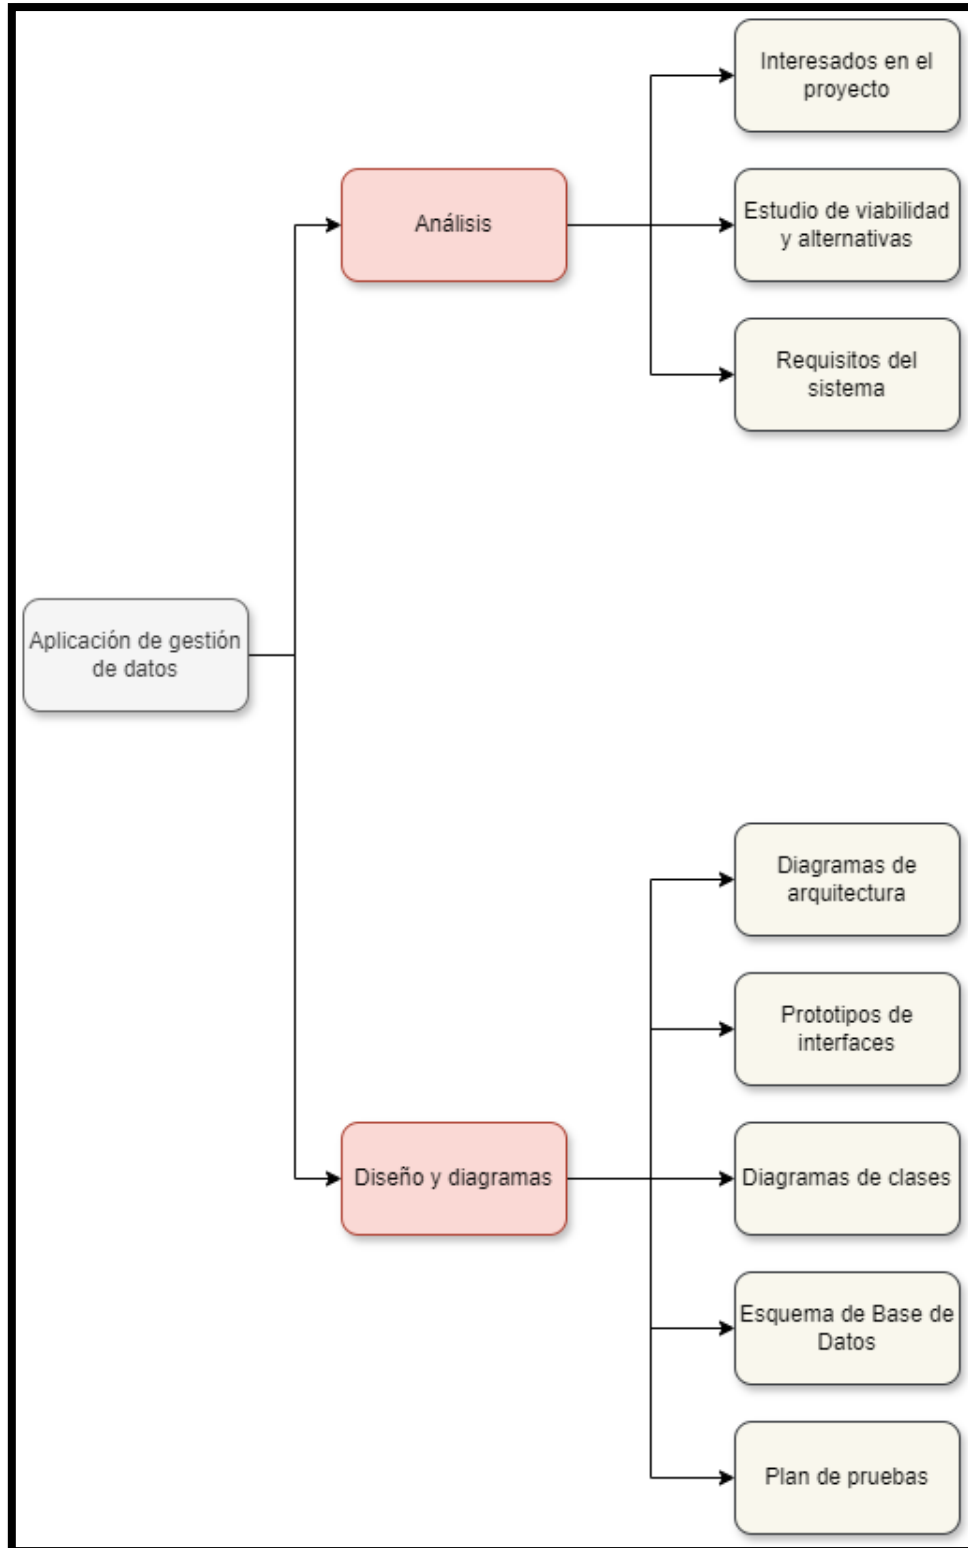 Interesados en el
proyecto
Análisis
Estudio de viabilidad
y alternativas
Requisitos del
sistema
Aplicación de gestión
de datos
Diagramas de
arquitectura
Prototipos de
interfaces
Diseño y diagramas
Diagramas de clases
Esquema de Base de
Datos
Plan de pruebas